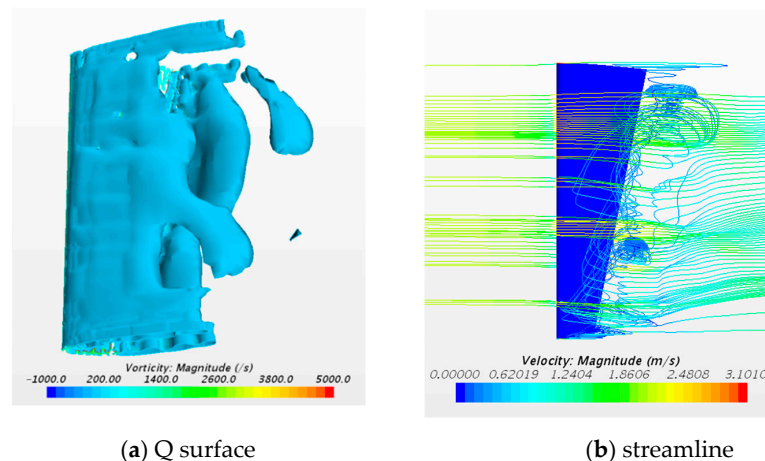 Vorticity: Magnitude (/s)
-1000.0 200.00 1400.0 2600.0 3800.0 5000.0
Velocity: Magnitude (m/s)
0.00000 0.62019 1.2404 1.8606 2.4808 3.1010
(a) Q surface
(b) streamline